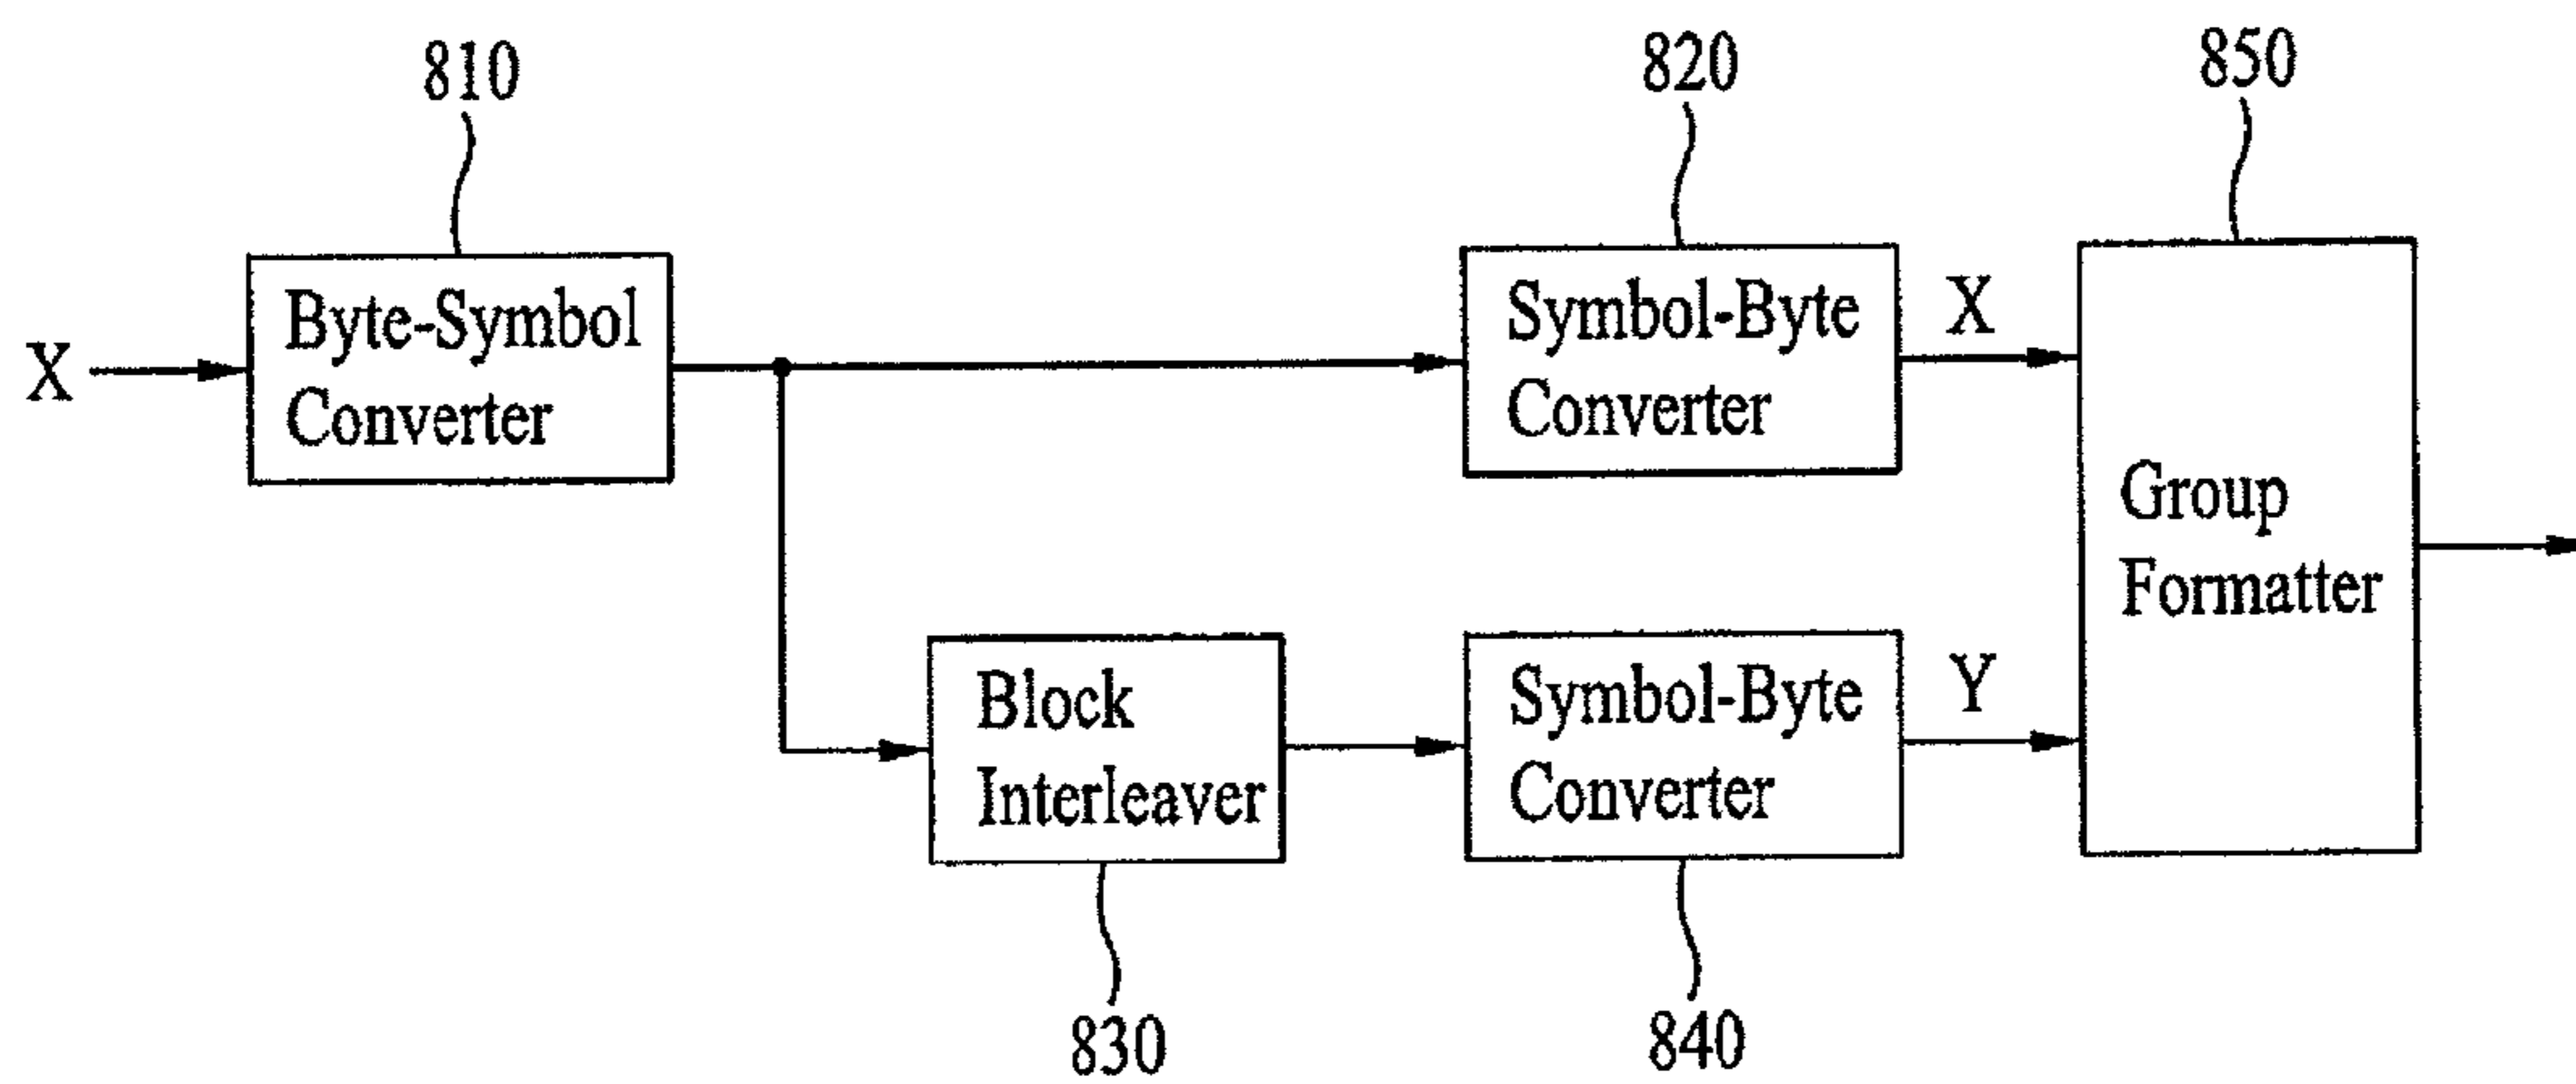 810
820
850
X
Byte-Symbol
Converter
Symbol-Byte
Converter
X
Group
Formatter
Block
Interleaver
Symbol-Byte
Converter
Y
830
840